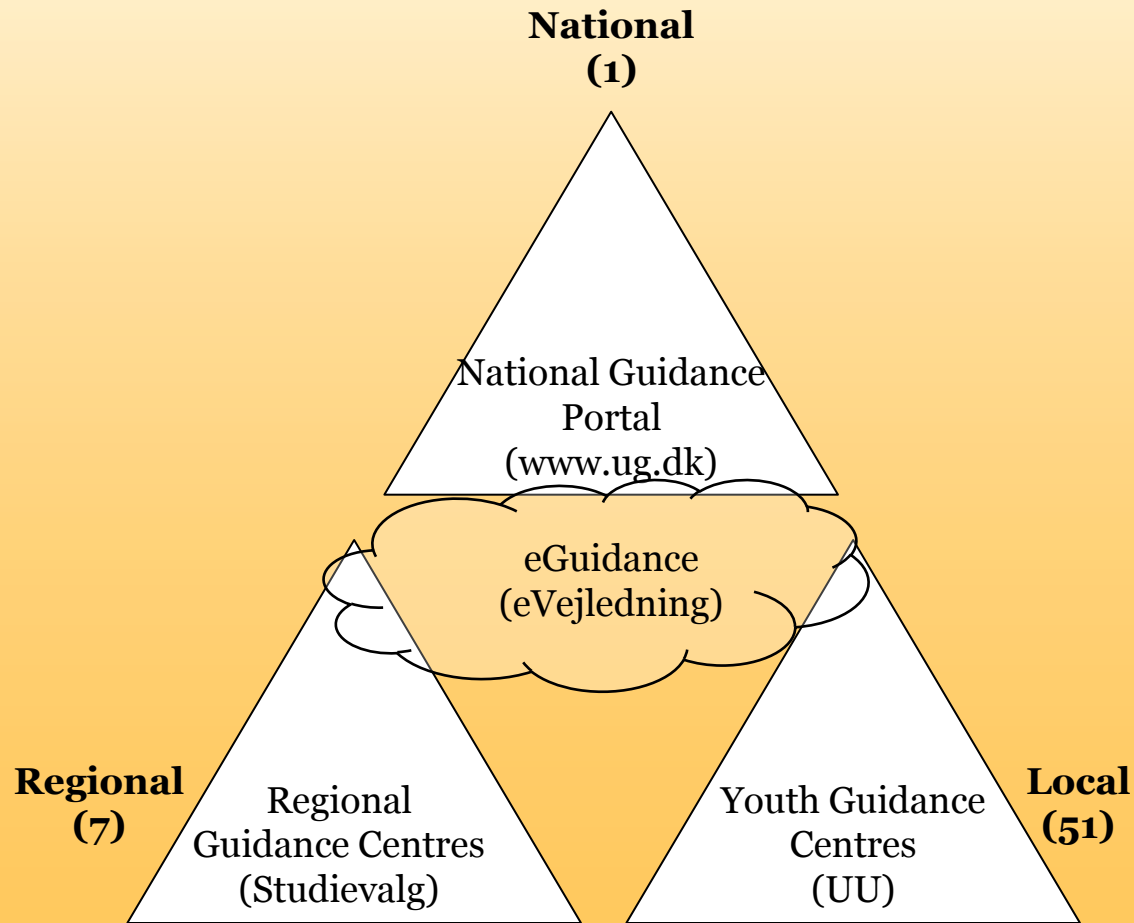 National
(1)
National Guidance
Portal
(www.ug.dk)
eGuidance
(eVejledning)
Regional
(7)
Regional
Guidance Centres
(Studievalg)
Youth Guidance
Centres
(UU)
Local
(51)